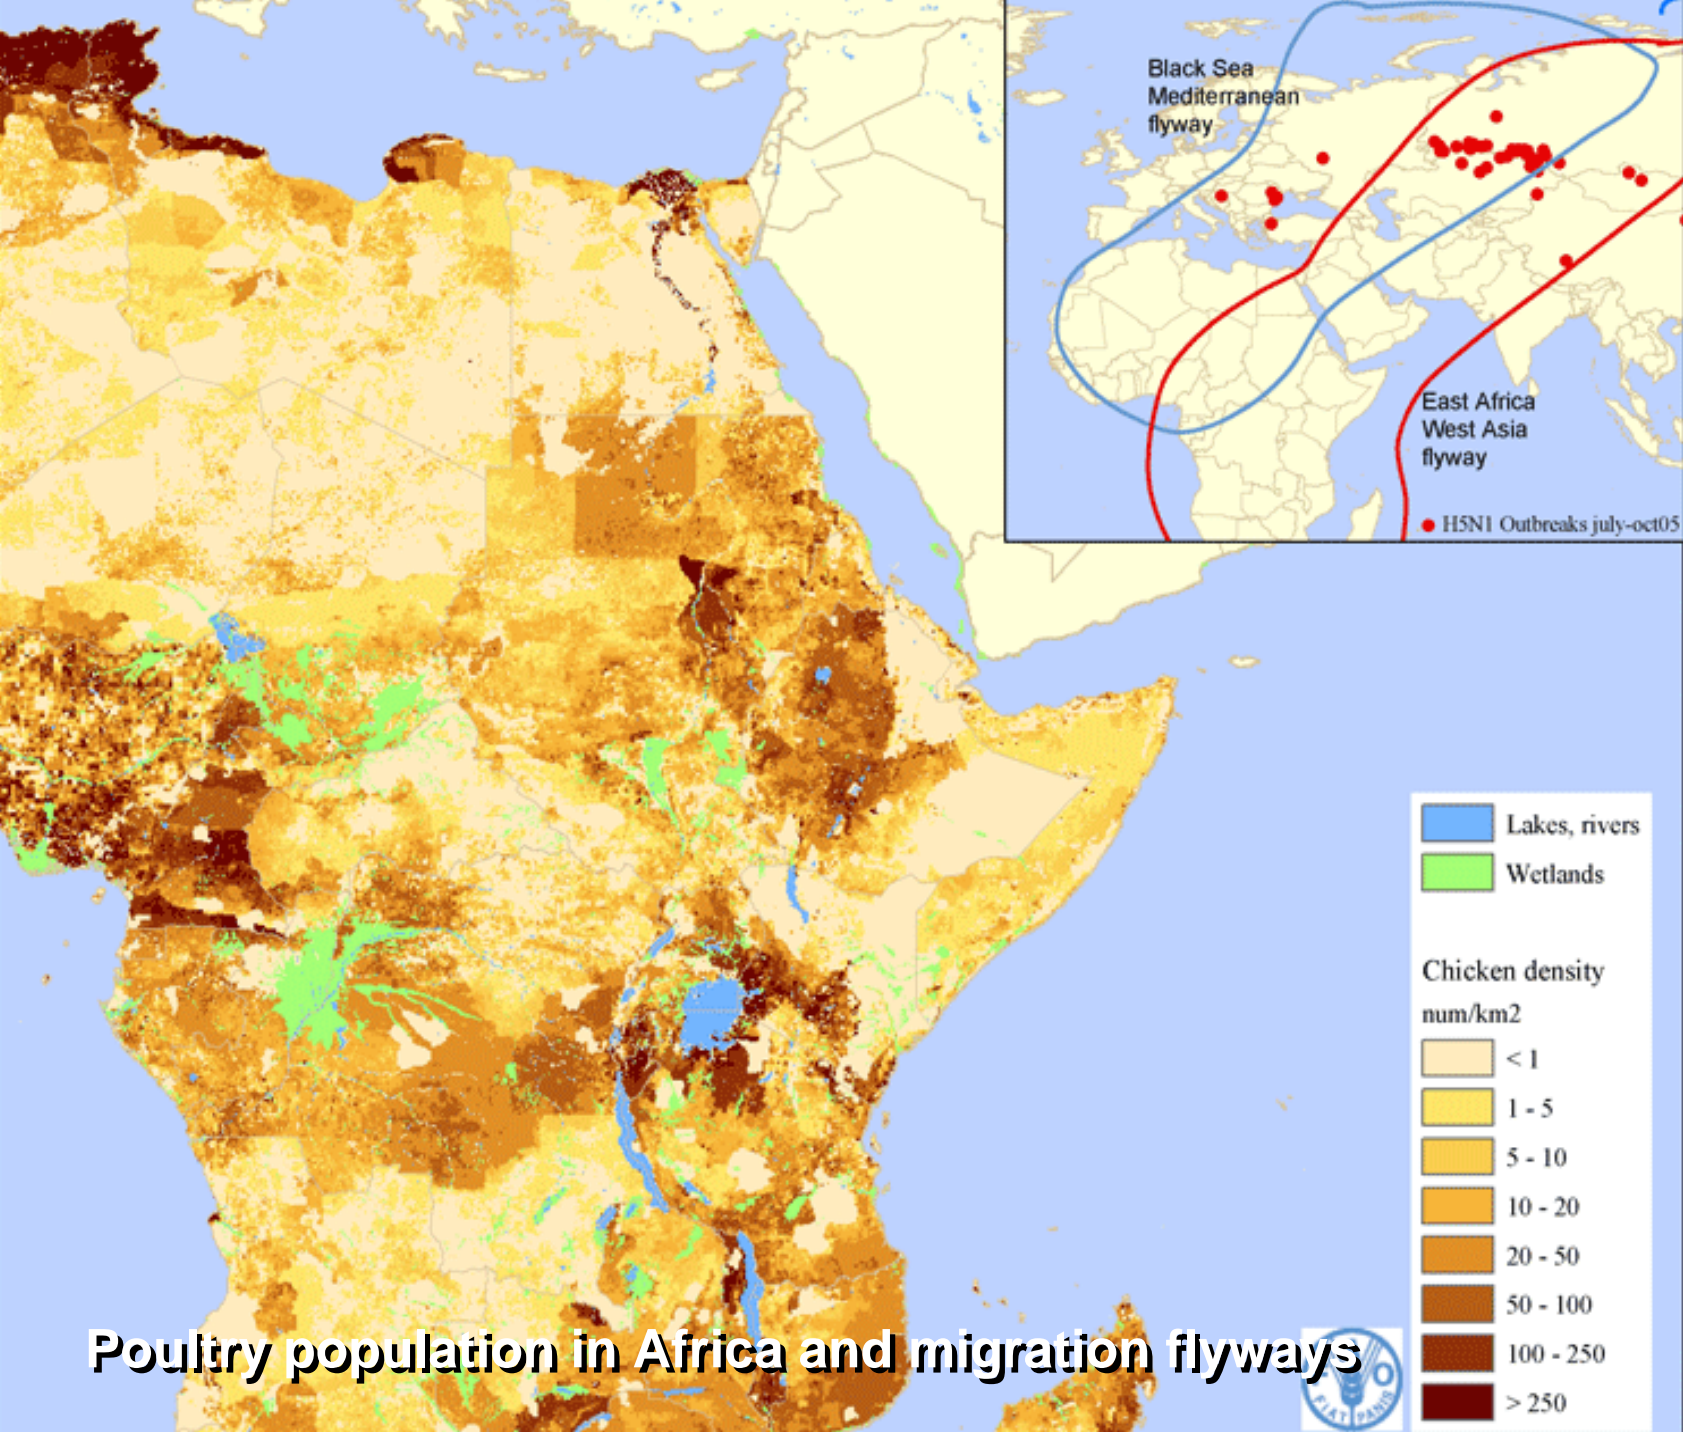 Black Sea
Mediterranean
flyway
East Africa
West Asia
flyway
H5N1 Outbreaks july-oct05
Lakes, rivers
Wetlands
Chicken density
num/km2
< 1
1 - 5
5 - 10
10 - 20
20 - 50
50 - 100
100 - 250
> 250
Poultry population in Africa and migration flyways
FIAT PANIS